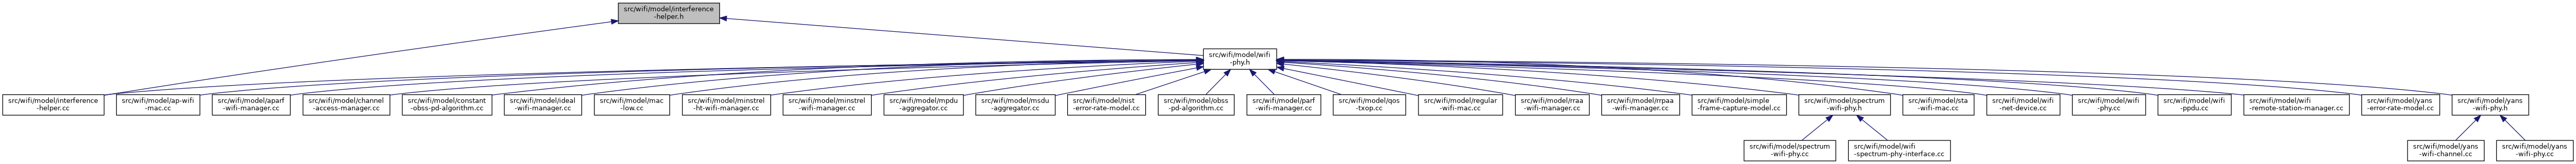 src/wifi/model/interference
-helper.h
src/wifi/model/wifi
-phy.h
src/wifi/model/interference
-helper.cc
src/wifi/model/ap-wifi
-mac.cc
src/wifi/model/aparf
-wifi-manager.cc
src/wifi/model/channel
-access-manager.cc
src/wifi/model/constant
-obss-pd-algorithm.cc
src/wifi/model/ideal
-wifi-manager.cc
src/wifi/model/mac
-low.cc
src/wifi/model/minstrel
-ht-wifi-manager.cc
src/wifi/model/minstrel
-wifi-manager.cc
src/wifi/model/mpdu
-aggregator.cc
src/wifi/model/msdu
-aggregator.cc
src/wifi/model/nist
-error-rate-model.cc
src/wifi/model/obss
-pd-algorithm.cc
src/wifi/model/parf
-wifi-manager.cc
src/wifi/model/qos
-txop.cc
src/wifi/model/regular
-wifi-mac.cc
src/wifi/model/rraa
-wifi-manager.cc
src/wifi/model/rrpaa
-wifi-manager.cc
src/wifi/model/simple
-frame-capture-model.cc
src/wifi/model/spectrum
-wifi-phy.h
src/wifi/model/sta
-wifi-mac.cc
src/wifi/model/wifi
-net-device.cc
src/wifi/model/wifi
-phy.cc
src/wifi/model/wifi
-ppdu.cc
src/wifi/model/wifi
-remote-station-manager.cc
src/wifi/model/yans
-error-rate-model.cc
src/wifi/model/yans
-wifi-phy.h
src/wifi/model/spectrum
-wifi-phy.cc
src/wifi/model/wifi
-spectrum-phy-interface.cc
src/wifi/model/yans
-wifi-channel.cc
src/wifi/model/yans
-wifi-phy.cc